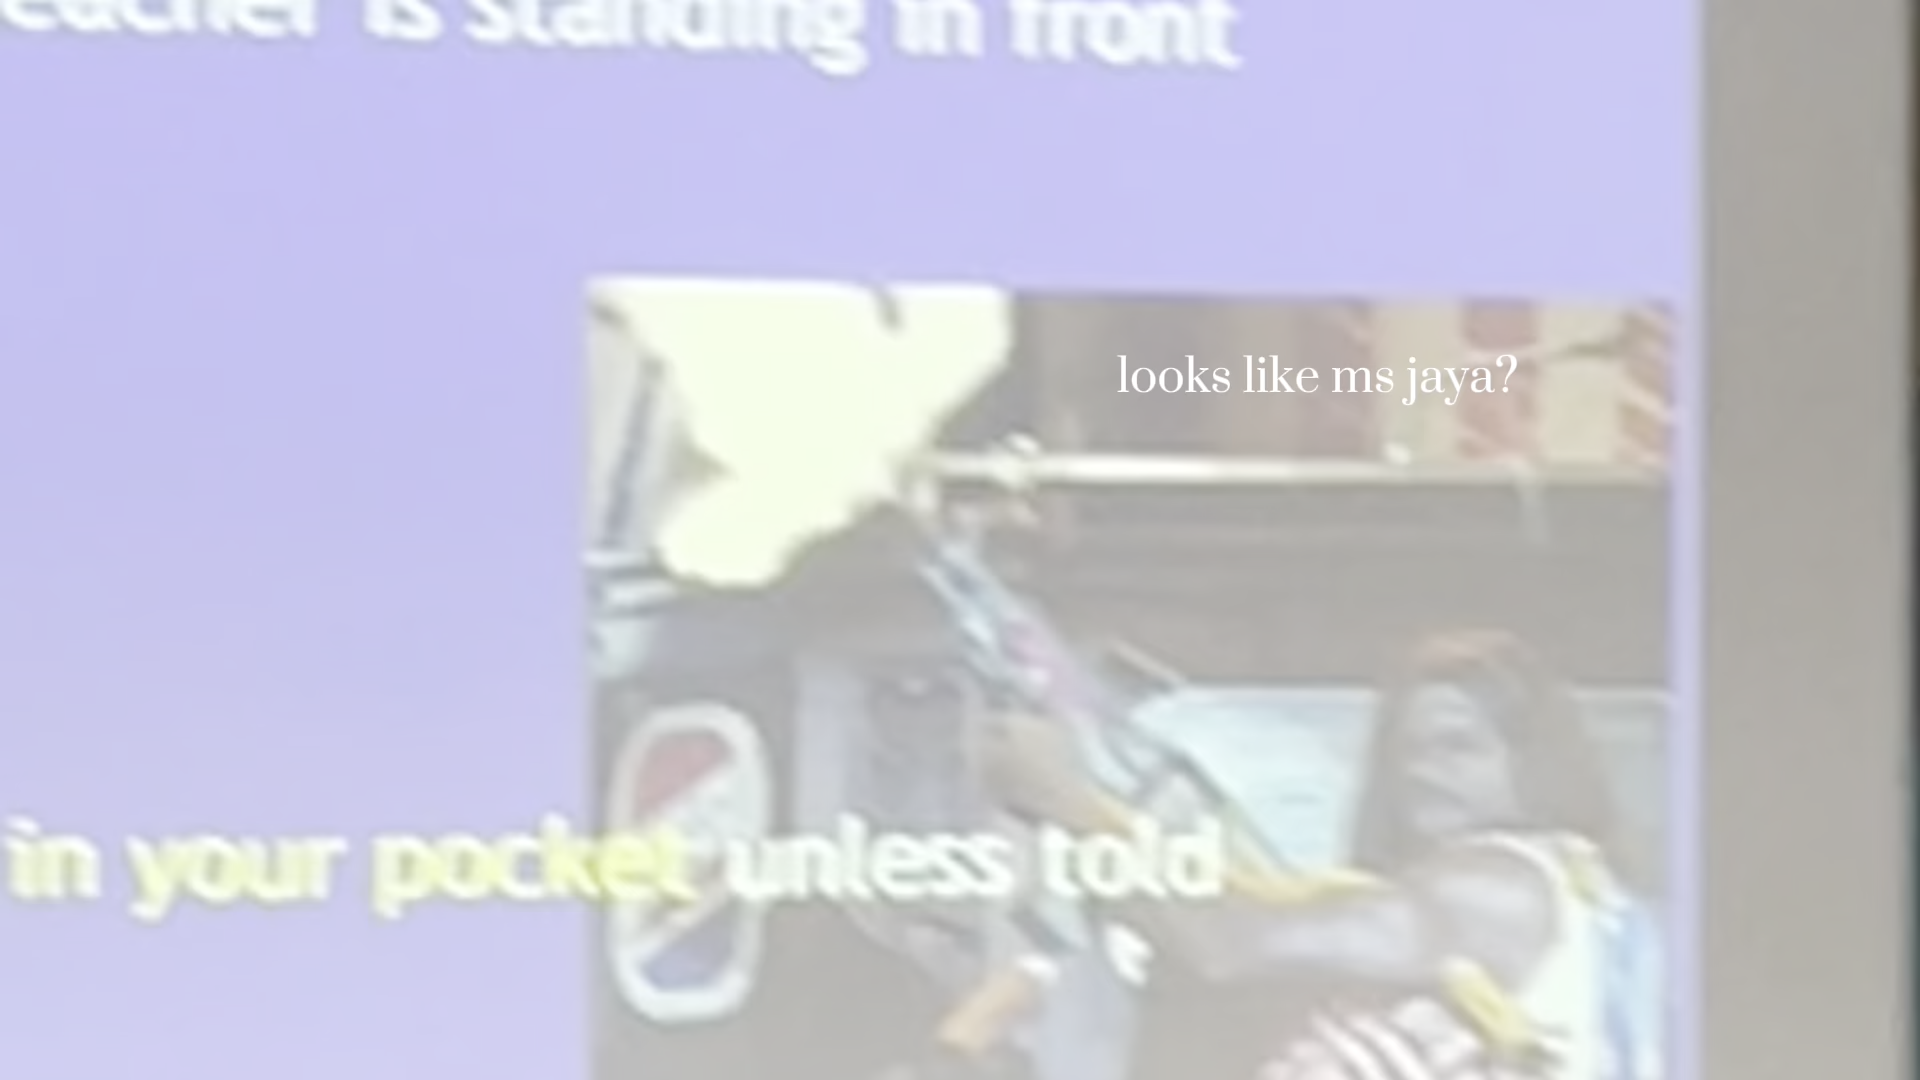 eacher is standing in front
looks like ms jaya?
in your pocket unless told